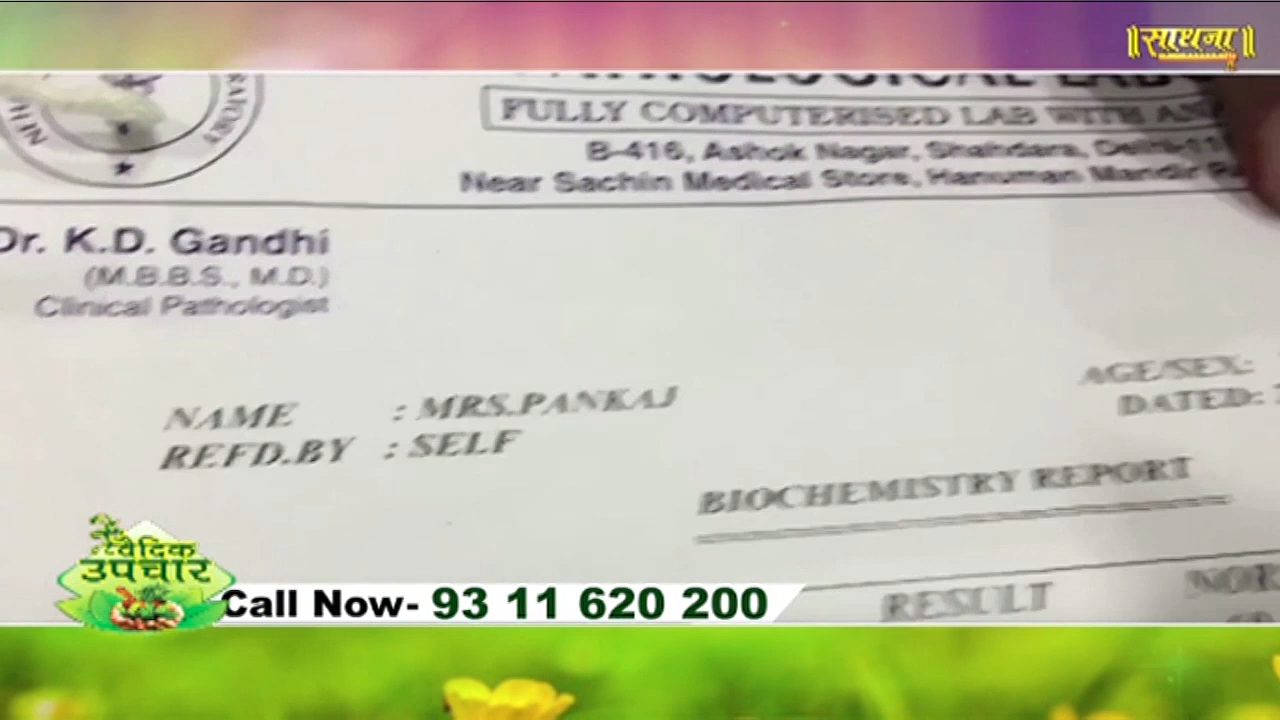 ॥साधना॥
FULLY COMPUTERISED LAB WITH
B-416, Ashok Nagar, Shahdara, Delhi-11
Near Sachin Medical Store, Hanuman Mandir
Dr. K.D. Gandhi
(M.B.B.S., M.D.)
Clinical Pathologist
NAME : MRS.PANKAJ
AGE/SEX:
REFD.BY : SELF
DATED:
BIOCHEMISTRY REPORT
RESULT
वैदिक
उपचार
Call Now- 93 11 620 200